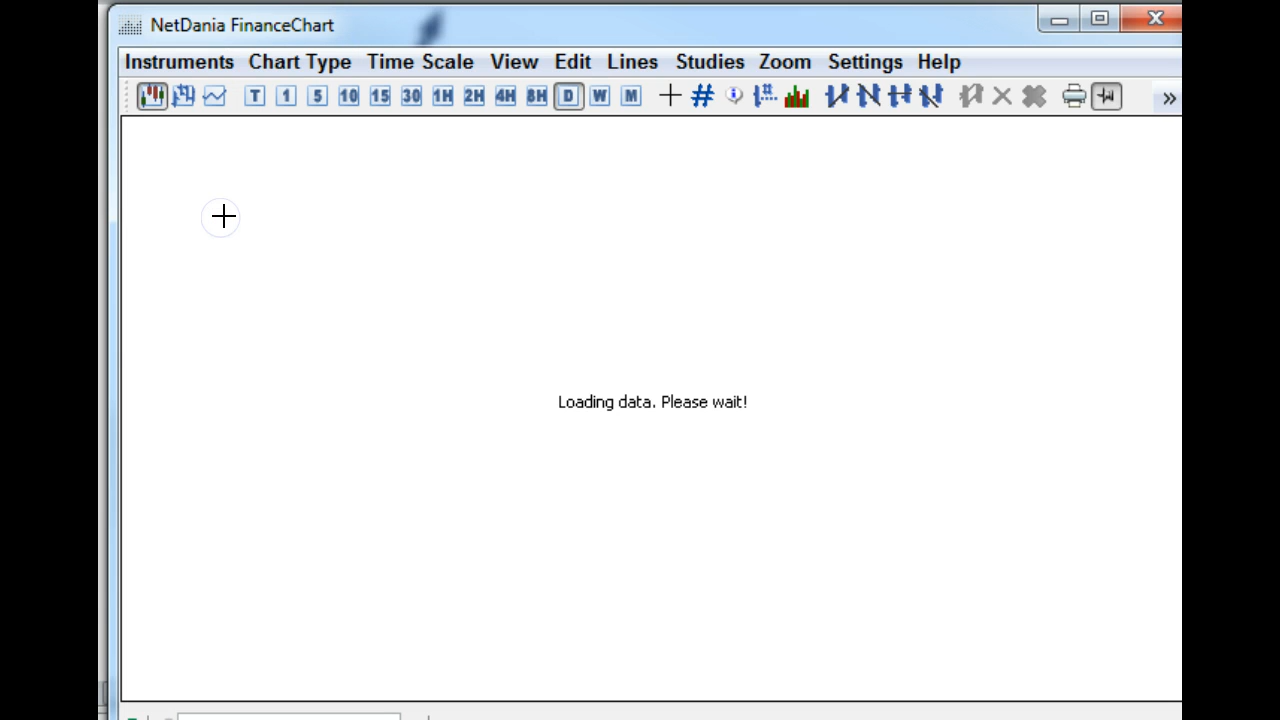 NetDania FinanceChart
Instruments Chart Type Time Scale View Edit Lines Studies Zoom Settings Help
T 1 5 10 15 30 1H 2H 4H 8H D W M
Loading data. Please wait!